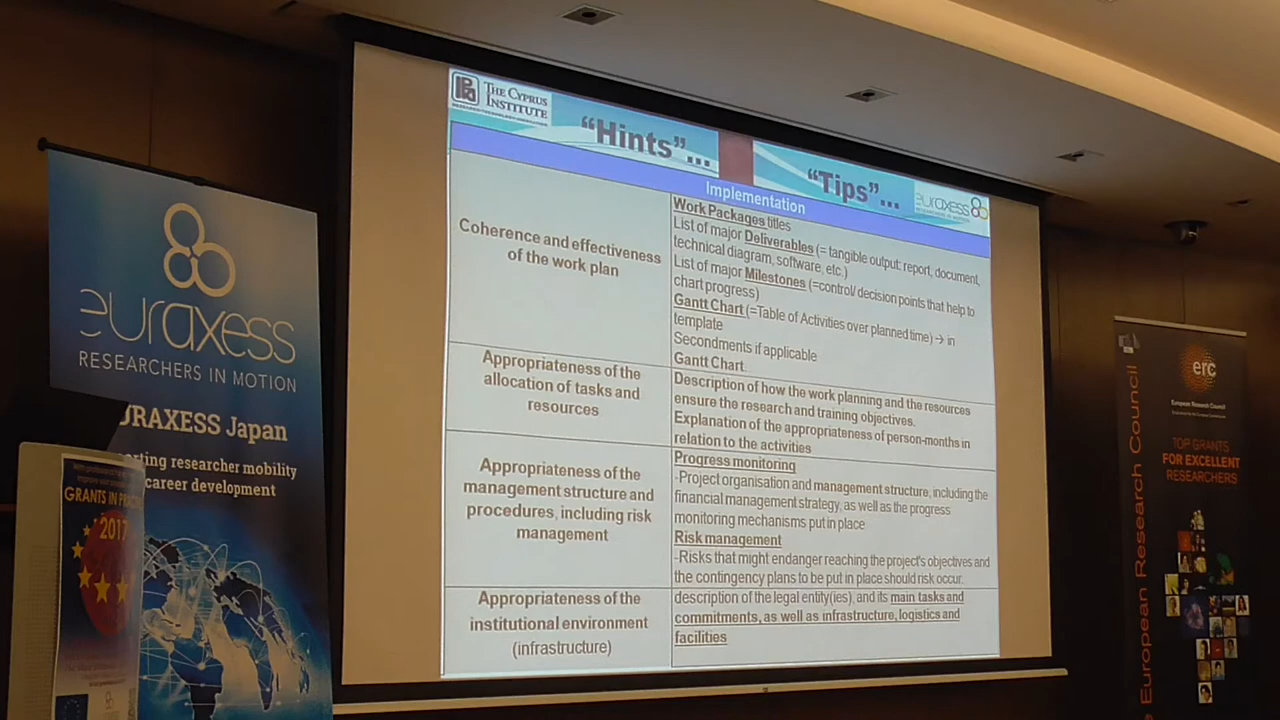 THE CYPRUS
INSTITUTE
RESEARCH • TECHNOLOGY • INNOVATION
"Hints"...
"Tips"...
euraxess
RESEARCHERS IN MOTION
Implementation
Coherence and effectiveness
of the work plan
Work Packages titles
List of major Deliverables (= tangible output: report, document,
technical diagram, software, etc.)
List of major Milestones (=control/ decision points that help to
chart progress)
Gantt Chart (=Table of Activities over planned time) → in
template
Secondments if applicable
Gantt Chart
Appropriateness of the
allocation of tasks and
resources
Description of how the work planning and the resources
ensure the research and training objectives.
Explanation of the appropriateness of person-months in
relation to the activities
Appropriateness of the
management structure and
procedures, including risk
management
Progress monitoring
-Project organisation and management structure, including the
financial management strategy, as well as the progress
monitoring mechanisms put in place
Risk management
-Risks that might endanger reaching the project's objectives and
the contingency plans to be put in place should risk occur.
Appropriateness of the
institutional environment
(infrastructure)
description of the legal entity(ies), and its main tasks and
commitments, as well as infrastructure, logistics and
facilities
euraxess
RESEARCHERS IN MOTION
URAXESS Japan
rting researcher mobility
career development
GRANTS IN PRA
2017
European Research Council
erc
European Research Council
TOP GRANTS
FOR EXCELLENT
RESEARCHERS